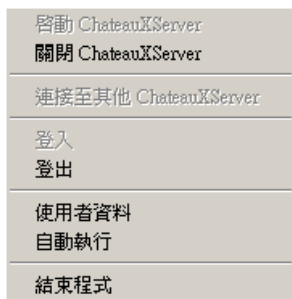 啓動 ChateauXServer
關閉 ChateauXServer
連接至其他 ChateauXServer
登入
登出
使用者資料
自動執行
結束程式